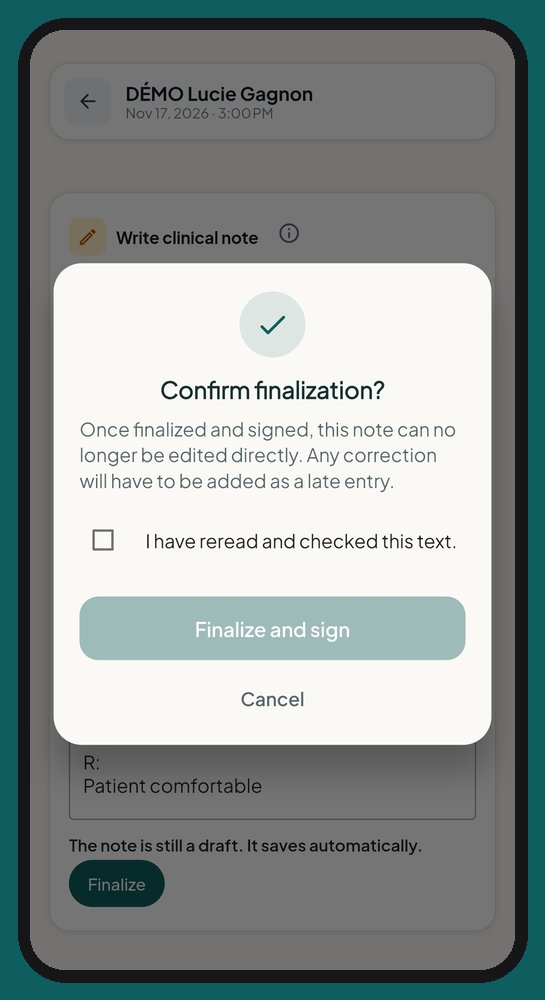 DÉMO Lucie Gagnon
Nov 17, 2026 · 3:00 PM
Write clinical note
Confirm finalization?
Once finalized and signed, this note can no
longer be edited directly. Any correction
will have to be added as a late entry.
I have reread and checked this text.
Finalize and sign
Cancel
R:
Patient comfortable
The note is still a draft. It saves automatically.
Finalize